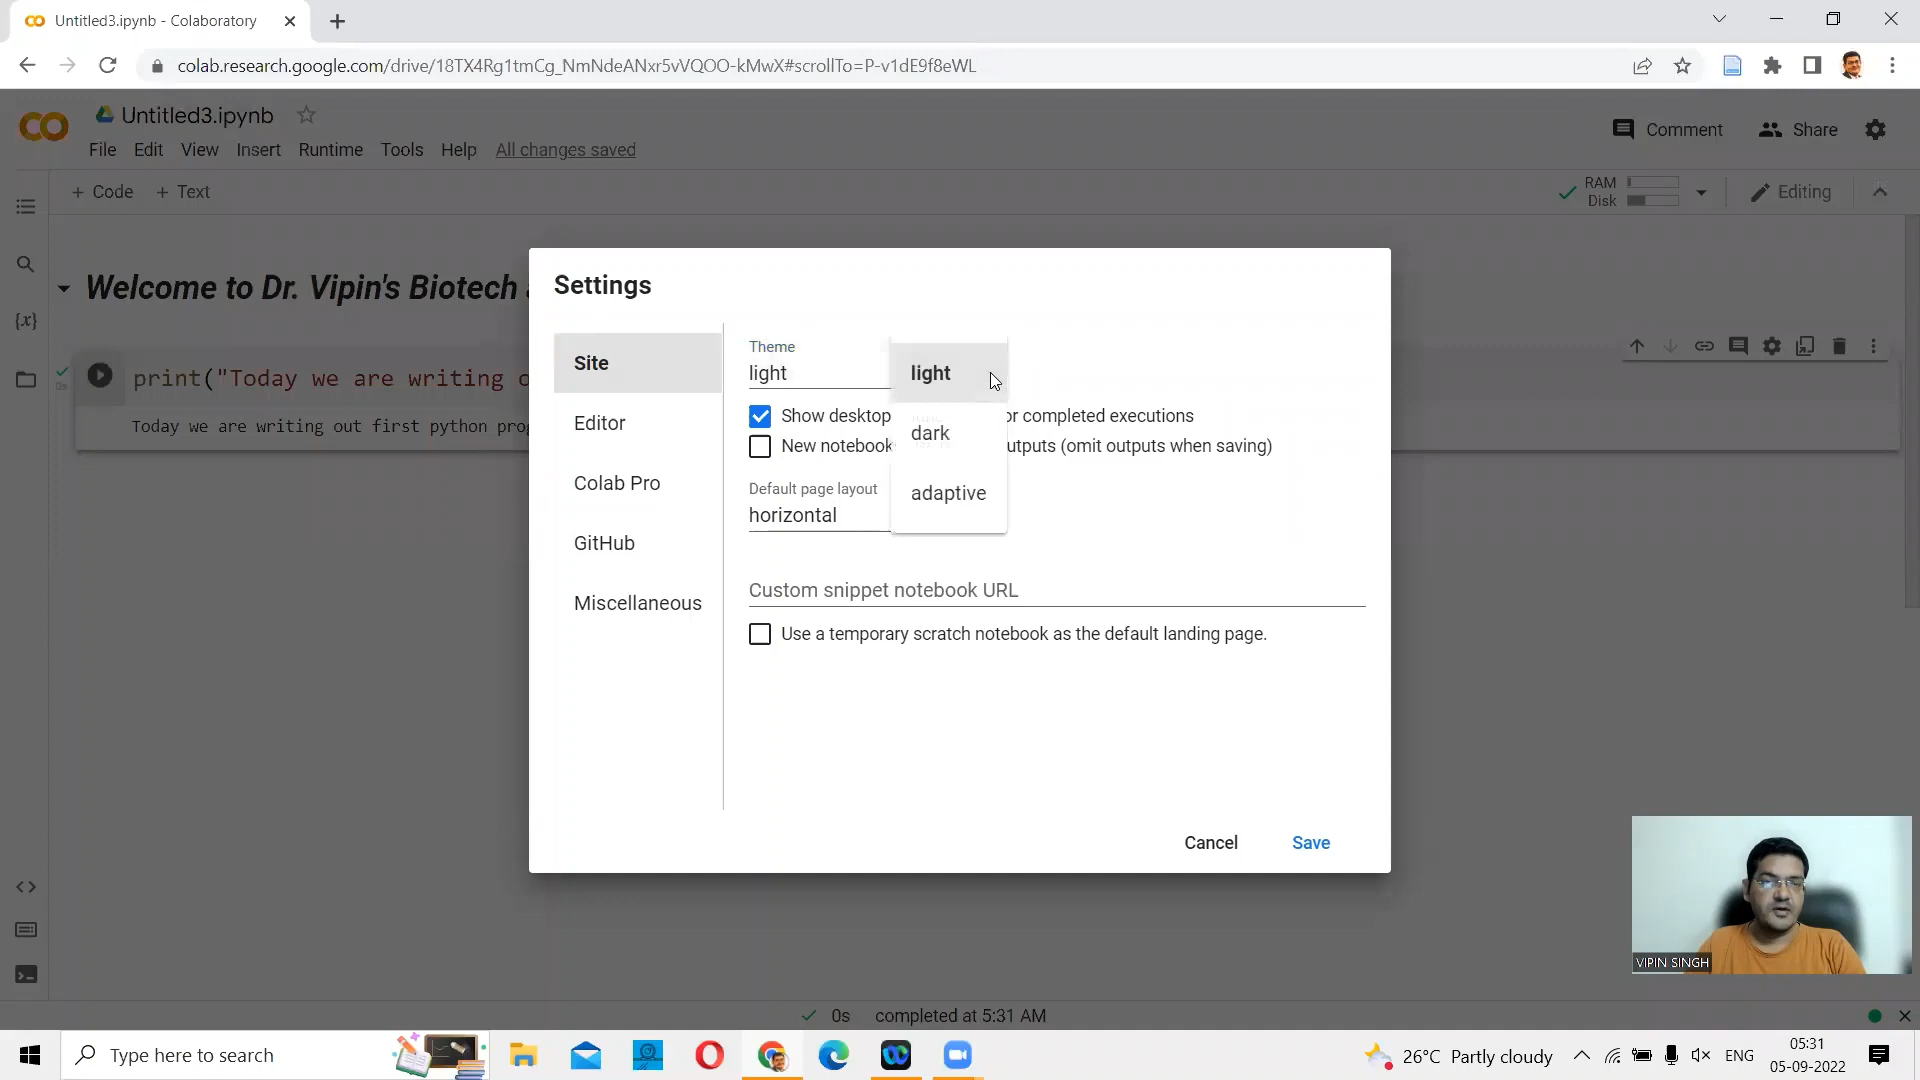 Untitled3.ipynb - Colaboratory
colab.research.google.com/drive/18TX4Rg1tmCg_NmNdeANxr5vVQOO-kMwX#scrollTo=P-v1dE9f8eWL
Untitled3.ipynb
Comment
Share
File Edit View Insert Runtime Tools Help All changes saved
+ Code + Text
RAM
Disk
Editing
Welcome to Dr. Vipin's Biotech
print("Today we are writing
Today we are writing out first python
Settings
Site
Editor
Colab Pro
GitHub
Miscellaneous
Theme
light
light
dark
adaptive
Show desktop or completed executions
New notebook utputs (omit outputs when saving)
Default page layout
horizontal
Custom snippet notebook URL
Use a temporary scratch notebook as the default landing page.
Cancel
Save
VIPIN SINGH
0s completed at 5:31 AM
Type here to search
26°C Partly cloudy
ENG
05:31
05-09-2022